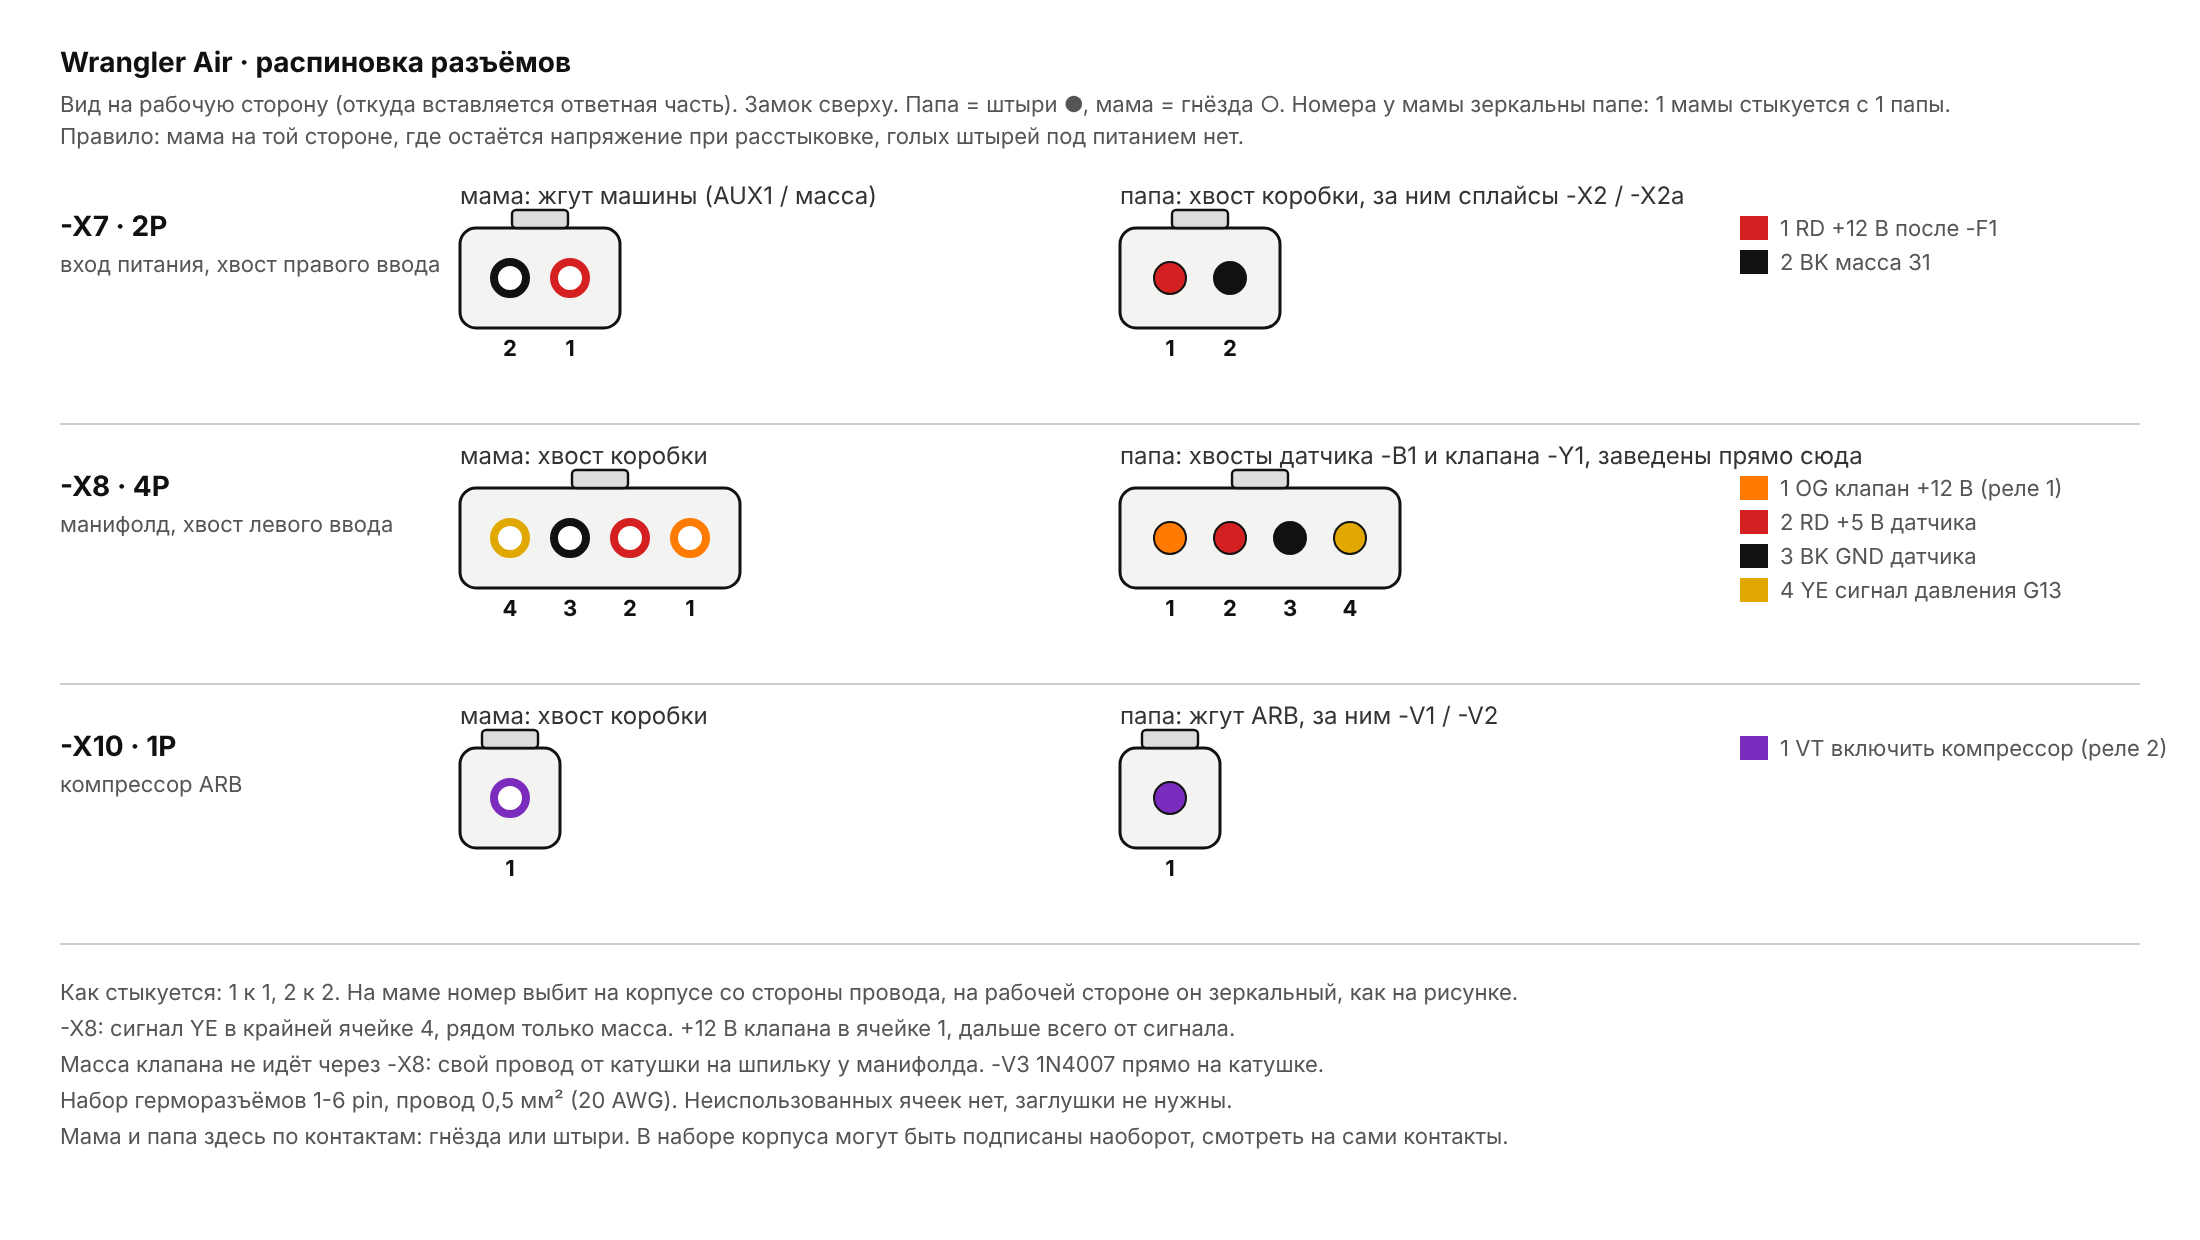 Wrangler Air · распиновка разъёмов
Вид на рабочую сторону (откуда вставляется ответная часть). Замок сверху. Папа = штыри ●, мама = гнёзда ○. Номера у мамы зеркальны папе: 1 мамы стыкуется с 1 папы.
Правило: мама на той стороне, где остаётся напряжение при расстыковке, голых штырей под питанием нет.
-X7 · 2P
вход питания, хвост правого ввода
мама: жгут машины (AUX1 / масса)
2 1
папа: хвост коробки, за ним сплайсы -X2 / -X2a
1 2
1 RD +12 В после -F1
2 BK масса 31
-X8 · 4P
манифолд, хвост левого ввода
мама: хвост коробки
4 3 2 1
папа: хвосты датчика -B1 и клапана -Y1, заведены прямо сюда
1 2 3 4
1 OG клапан +12 В (реле 1)
2 RD +5 В датчика
3 BK GND датчика
4 YE сигнал давления G13
-X10 · 1P
компрессор ARB
мама: хвост коробки
1
папа: жгут ARB, за ним -V1 / -V2
1
1 VT включить компрессор (реле 2)
Как стыкуется: 1 к 1, 2 к 2. На маме номер выбит на корпусе со стороны провода, на рабочей стороне он зеркальный, как на рисунке.
-X8: сигнал YE в крайней ячейке 4, рядом только масса. +12 В клапана в ячейке 1, дальше всего от сигнала.
Масса клапана не идёт через -X8: свой провод от катушки на шпильку у манифолда. -V3 1N4007 прямо на катушке.
Набор герморазъёмов 1-6 pin, провод 0,5 мм² (20 AWG). Неиспользованных ячеек нет, заглушки не нужны.
Мама и папа здесь по контактам: гнёзда или штыри. В наборе корпуса могут быть подписаны наоборот, смотреть на сами контакты.